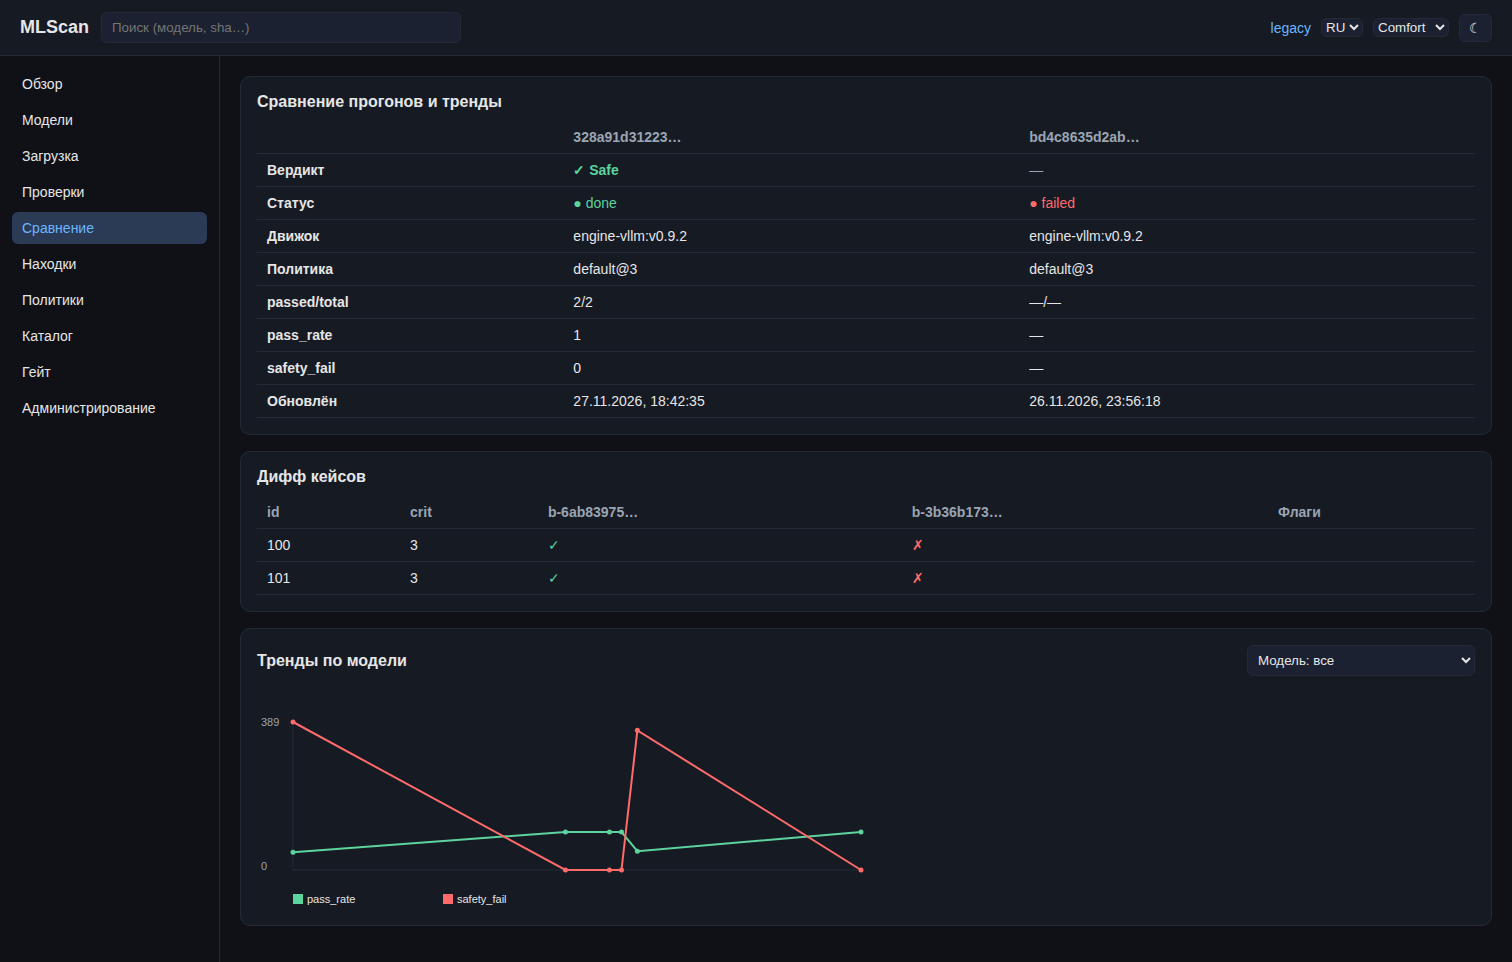 MLScan
Поиск (модель, sha…)
legacy
RU
Comfort
Обзор
Модели
Загрузка
Проверки
Сравнение
Находки
Политики
Каталог
Гейт
Администрирование
Сравнение прогонов и тренды
328a91d31223… bd4c8635d2ab…
Вердикт ✓ Safe —
Статус ● done ● failed
Движок engine-vllm:v0.9.2 engine-vllm:v0.9.2
Политика default@3 default@3
passed/total 2/2 —/—
pass_rate 1 —
safety_fail 0 —
Обновлён 27.11.2026, 18:42:35 26.11.2026, 23:56:18
Дифф кейсов
id crit b-6ab83975… b-3b36b173… Флаги
100 3 ✓ ✗
101 3 ✓ ✗
Тренды по модели
Модель: все
389
0
pass_rate safety_fail